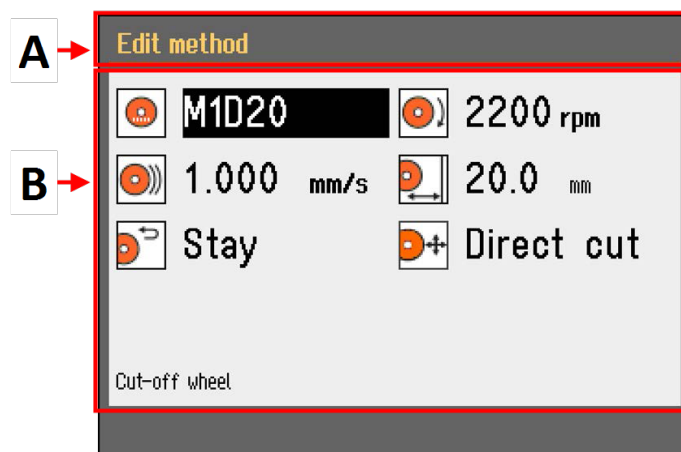 A
Edit method
B
M1D20 2200 rpm
1.000 mm/s 20.0 mm
Stay Direct cut
Cut-off wheel